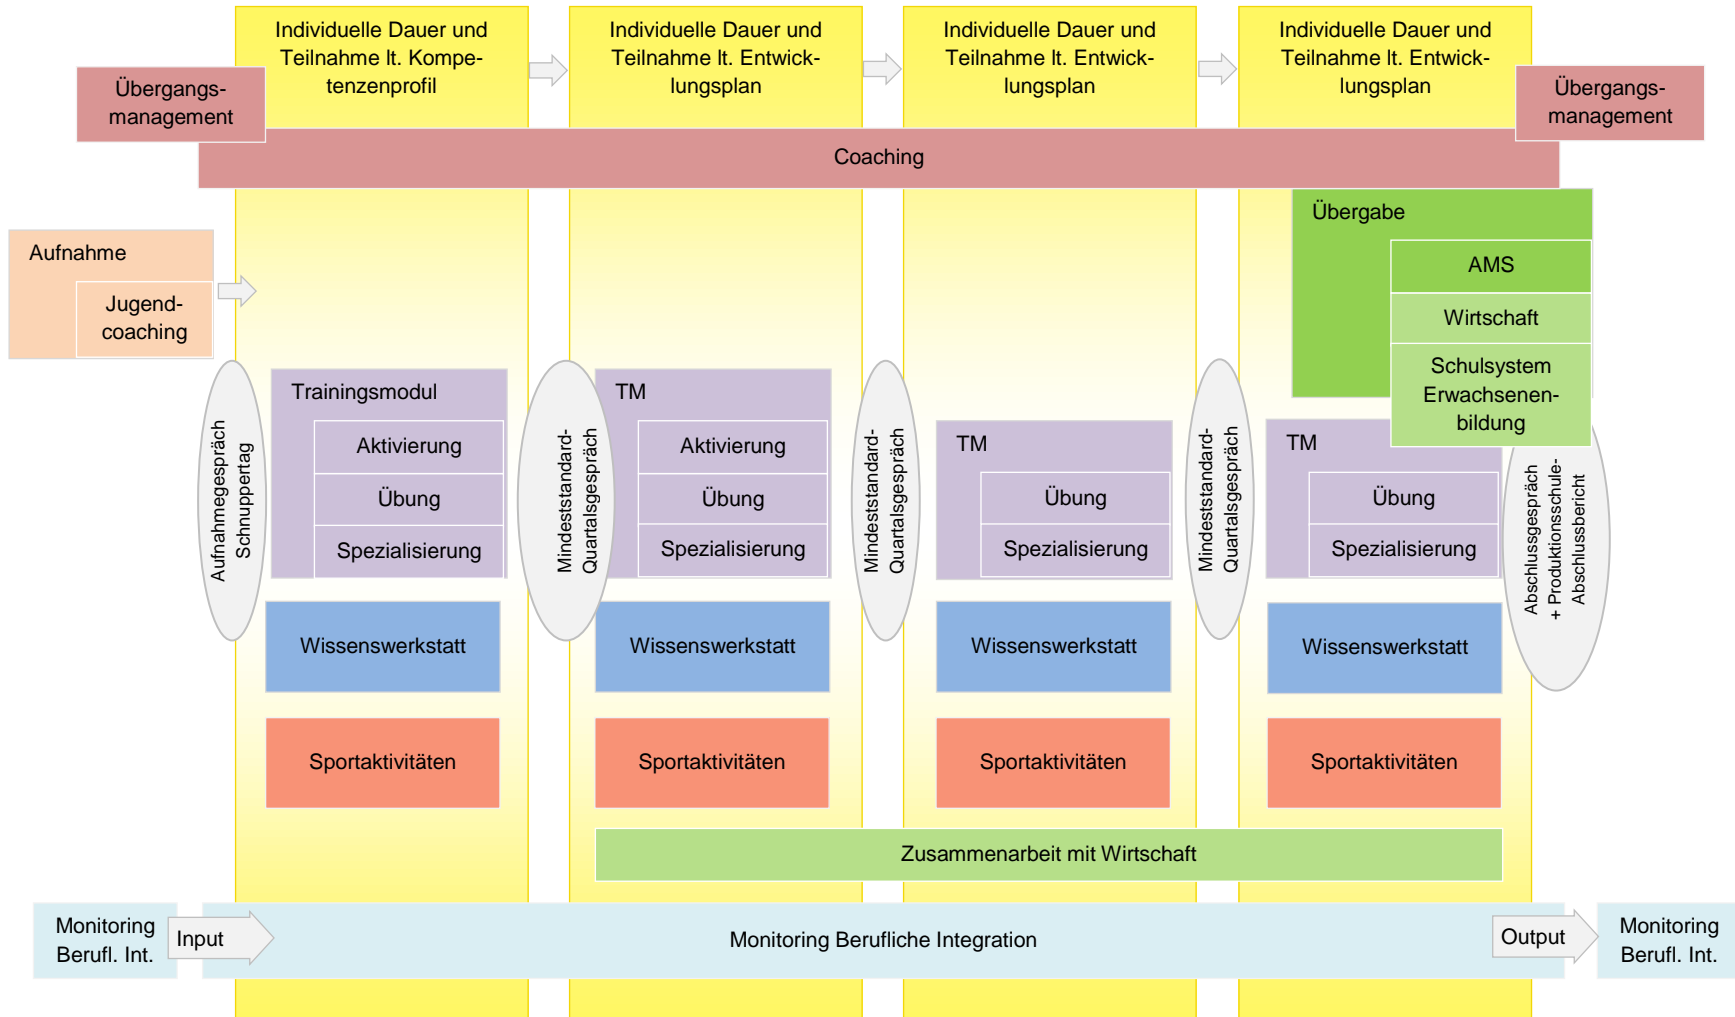 Individuelle Dauer und
Teilnahme lt. Kompe-
tenzenprofil
Individuelle Dauer und
Teilnahme lt. Entwick-
lungsplan
Individuelle Dauer und
Teilnahme lt. Entwick-
lungsplan
Individuelle Dauer und
Teilnahme lt. Entwick-
lungsplan
Übergangs-
management
Übergangs-
management
Coaching
Aufnahme
Jugend-
coaching
Übergabe
AMS
Wirtschaft
Schulsystem
Erwachsenen-
bildung
Aufnahmegespräch
Schnuppertag
Trainingsmodul
Aktivierung
Übung
Spezialisierung
Mindeststandard-
Quartalsgespräch
TM
Aktivierung
Übung
Spezialisierung
Mindeststandard-
Quartalsgespräch
TM
Übung
Spezialisierung
Mindeststandard-
Quartalsgespräch
TM
Übung
Spezialisierung
Abschlussgespräch
+ Produktionsschule-
Abschlussbericht
Wissenswerkstatt
Wissenswerkstatt
Wissenswerkstatt
Wissenswerkstatt
Sportaktivitäten
Sportaktivitäten
Sportaktivitäten
Sportaktivitäten
Zusammenarbeit mit Wirtschaft
Monitoring
Berufl. Int.
Input
Monitoring Berufliche Integration
Output
Monitoring
Berufl. Int.